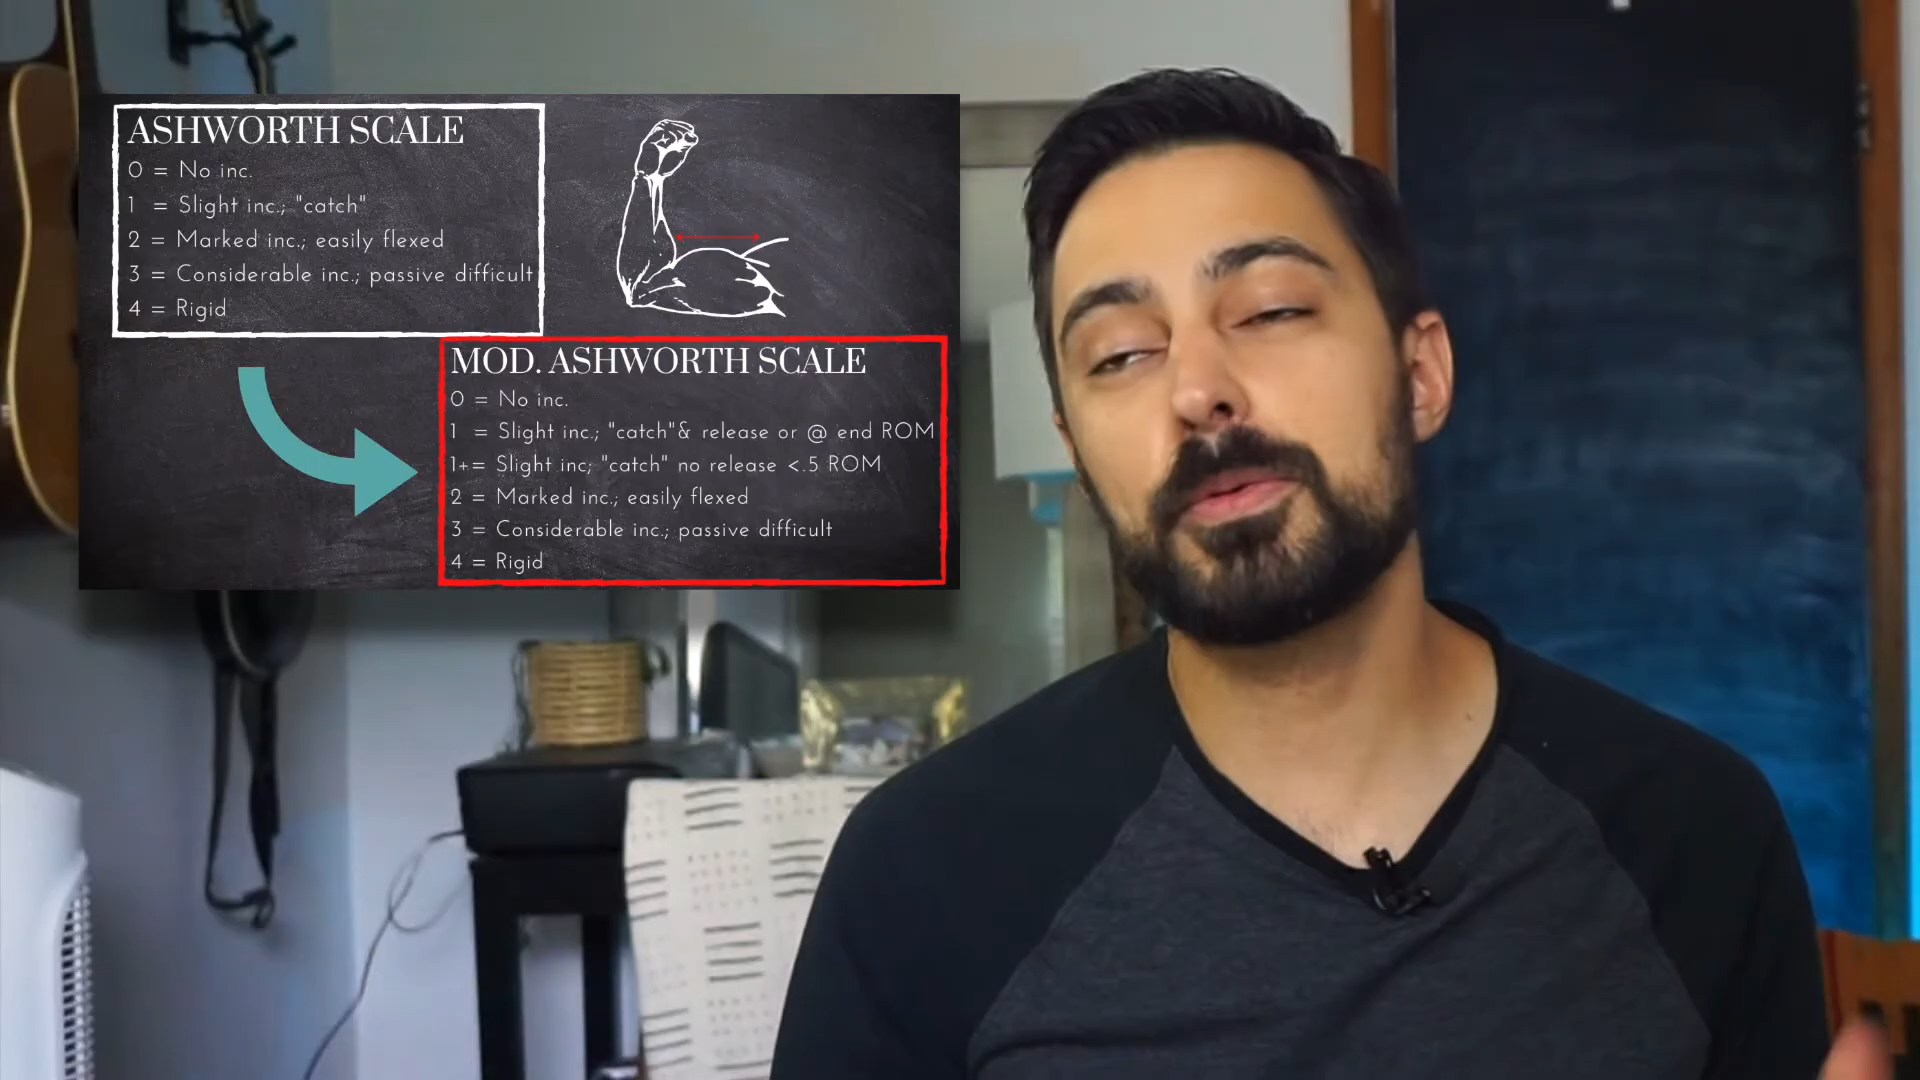 ASHWORTH SCALE
0 = No inc.
1 = Slight inc.; "catch"
2 = Marked inc.; easily flexed
3 = Considerable inc.; passive difficult
4 = Rigid
MOD. ASHWORTH SCALE
0 = No inc.
1 = Slight inc.; "catch"& release or @ end ROM
1+= Slight inc; "catch" no release <.5 ROM
2 = Marked inc.; easily flexed
3 = Considerable inc.; passive difficult
4 = Rigid